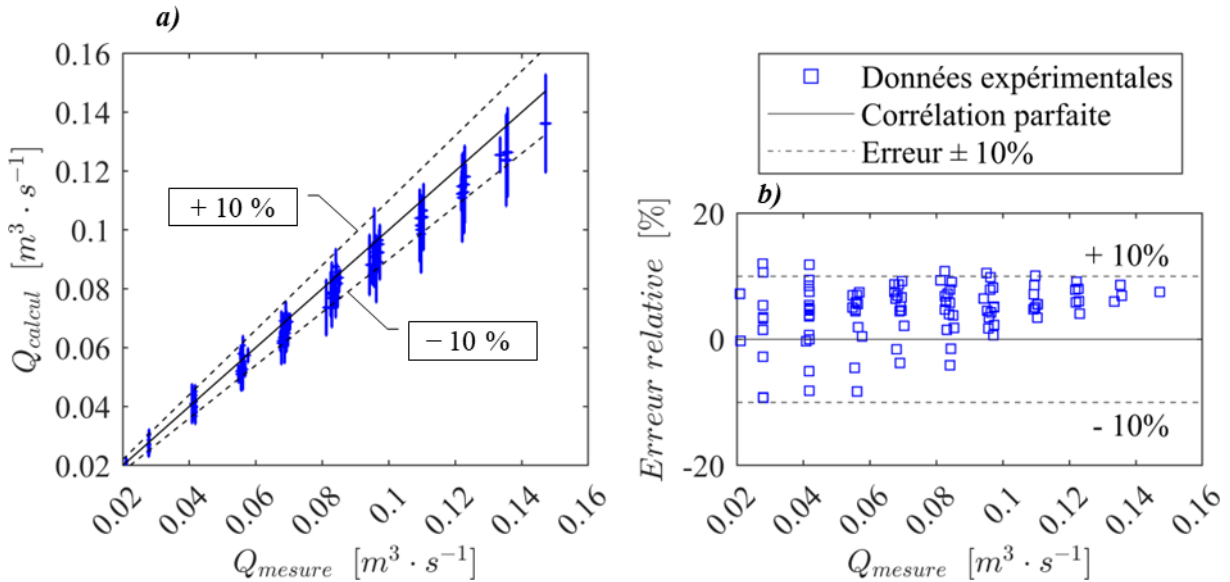 a)
0.16
0.14
0.12
0.1
0.08
0.06
0.04
0.02
Q_calcul [m³ · s⁻¹]
+ 10 %
− 10 %
0.02 0.04 0.06 0.08 0.1 0.12 0.14 0.16
Q_mesure [m³ · s⁻¹]
Données expérimentales
Corrélation parfaite
Erreur ± 10%
b)
20
0
-20
Erreur relative [%]
+ 10%
- 10%
0.02 0.04 0.06 0.08 0.1 0.12 0.14 0.16
Q_mesure [m³ · s⁻¹]